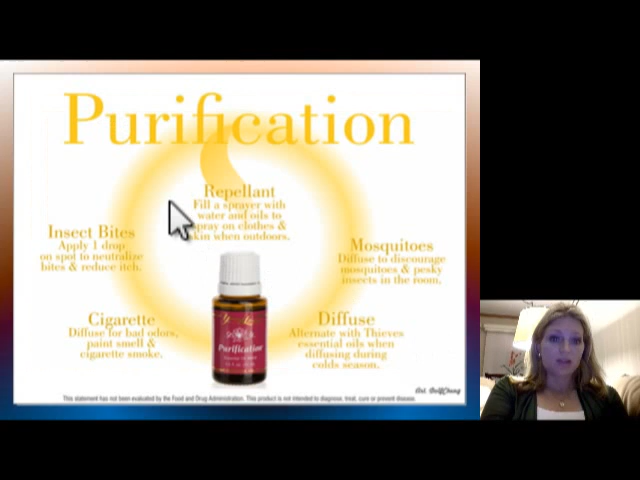 Purification
Repellant
Fill a sprayer with
water and oils to
spray on clothes &
skin when outdoors.
Insect Bites
Apply 1 drop
on spot to neutralize
bites & reduce itch.
Mosquitoes
Diffuse to discourage
mosquitoes & pesky
insects in the room.
Cigarette
Diffuse for bad odors,
paint smell &
cigarette smoke.
Diffuse
Alternate with Thieves
essential oils when
diffusing during
colds season.
Purification
This statement has not been evaluated by the Food and Drug Administration. This product is not intended to diagnose, treat, cure or prevent disease.